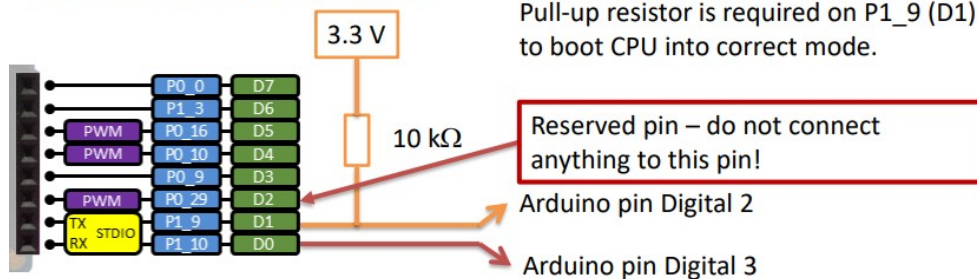 Pull-up resistor is required on P1_9 (D1)
to boot CPU into correct mode.
3.3 V
10 kΩ
Reserved pin – do not connect
anything to this pin!
P0_0 D7
P1_3 D6
PWM P0_16 D5
PWM P0_10 D4
P0_9 D3
PWM P0_29 D2
TX STDIO P1_9 D1
RX P1_10 D0
Arduino pin Digital 2
Arduino pin Digital 3